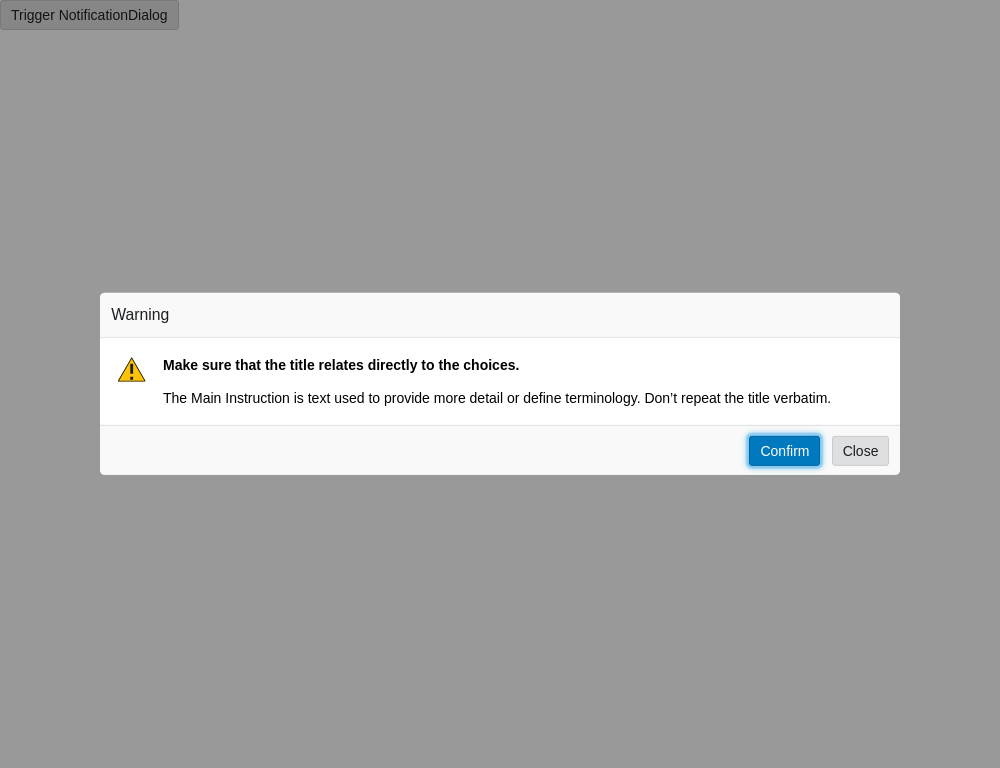 Trigger NotificationDialog
Warning
Make sure that the title relates directly to the choices.
The Main Instruction is text used to provide more detail or define terminology. Don’t repeat the title verbatim.
Confirm
Close